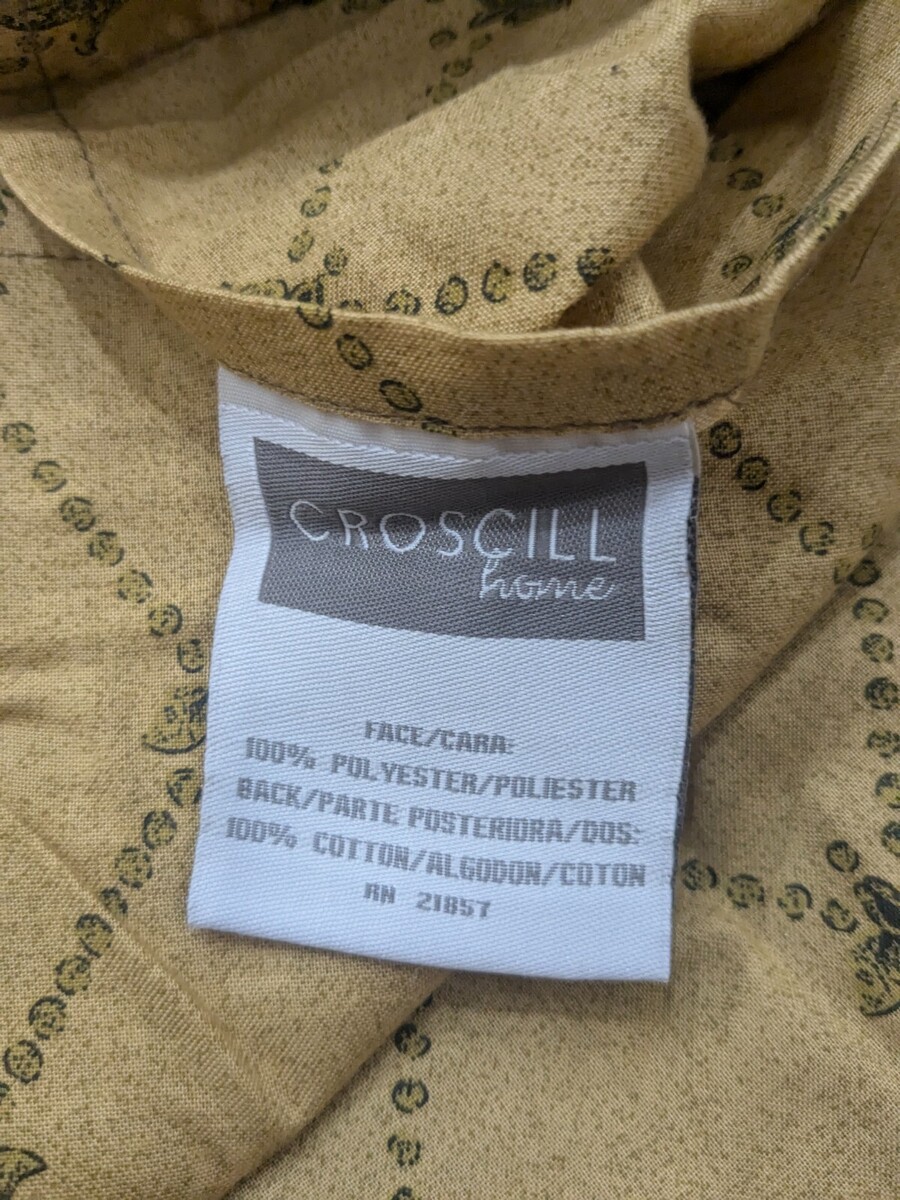 CROSCILL
home
FACE/CARA:
100% POLYESTER/POLIESTER
BACK/PARTE POSTERIORA/DOS:
100% COTTON/ALGODON/COTON
RN 21857